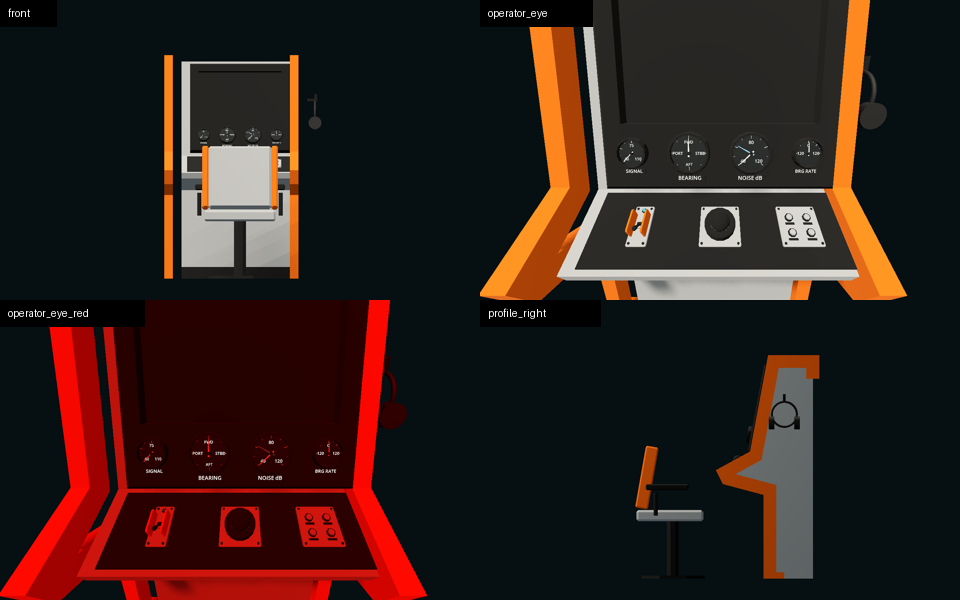 front
operator_eye
75
110
SIGNAL
FWD
PORT
STBD
BEARING
80
120
NOISE dB
-120
120
BRG RATE
operator_eye_red
75
110
SIGNAL
FWD
PORT
STBD
AFT
BEARING
80
120
NOISE dB
-120
120
BRG RATE
profile_right